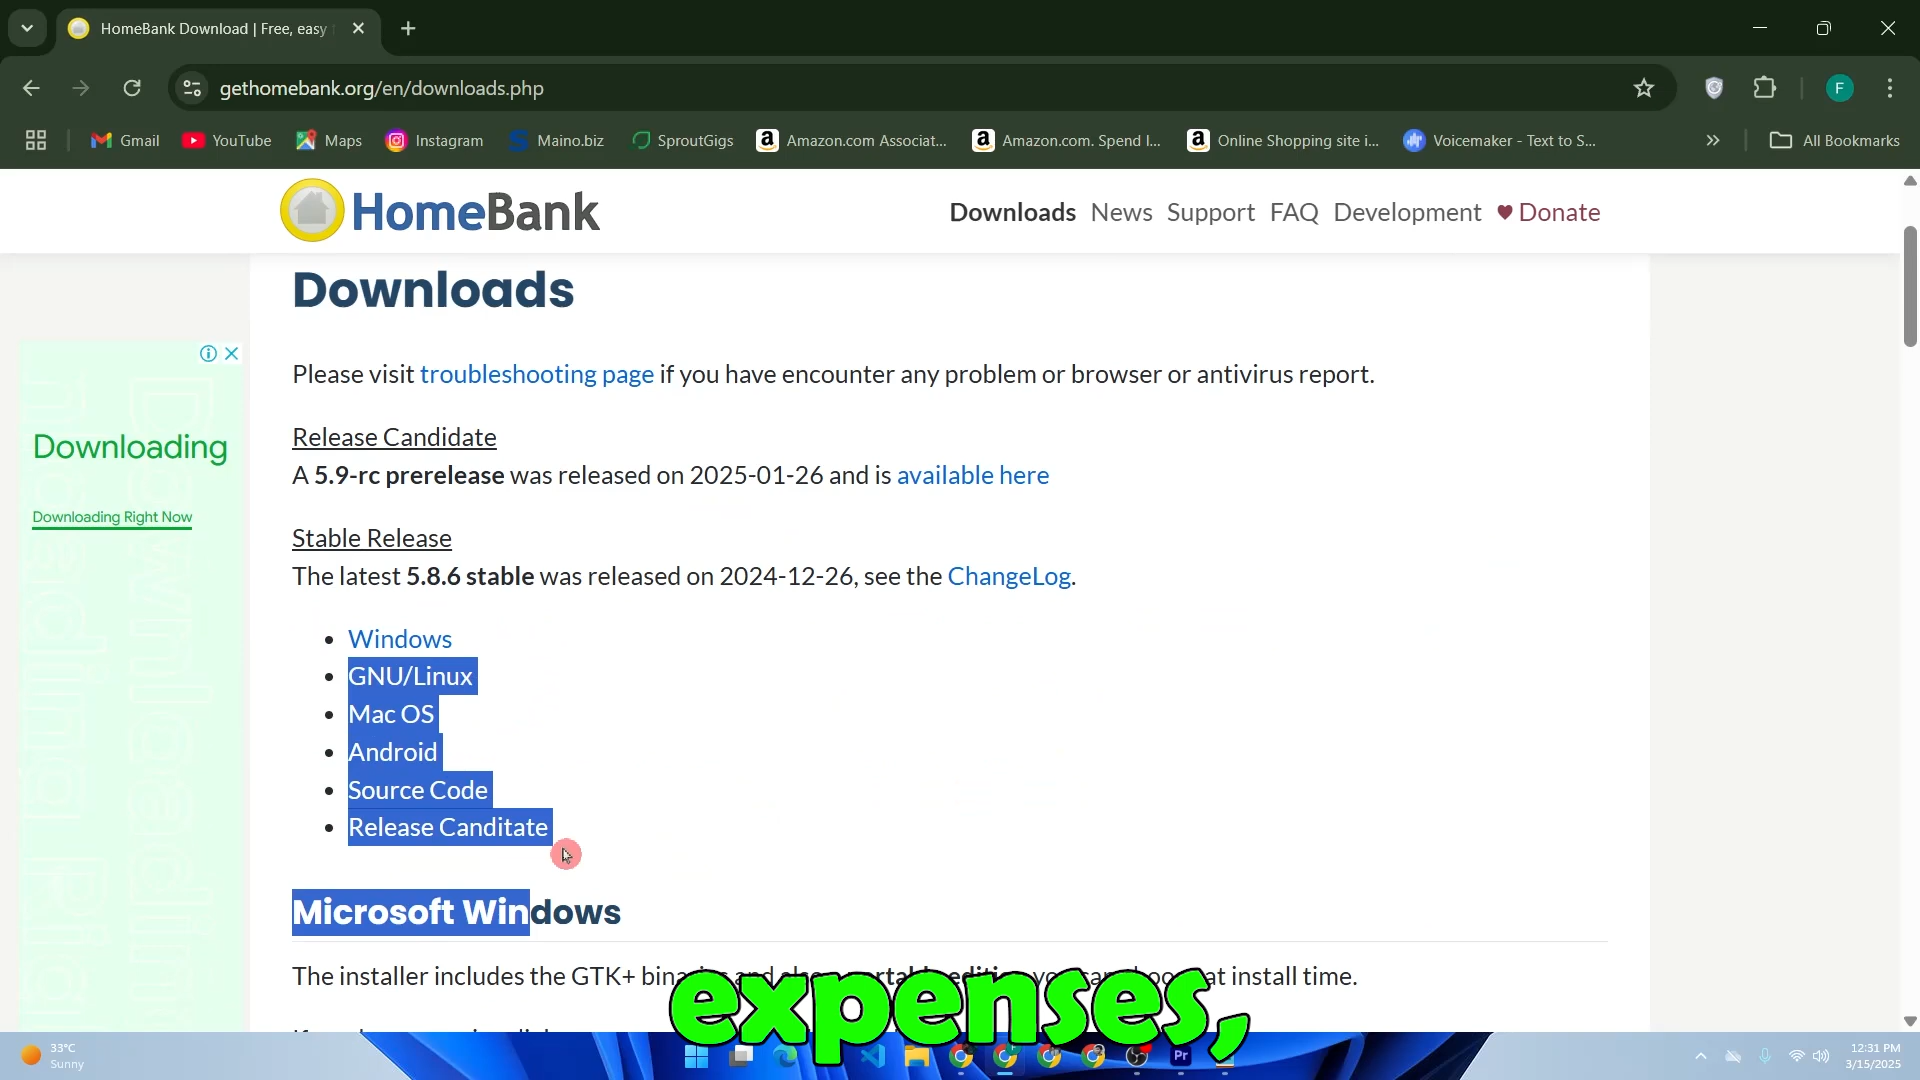 HomeBank Download | Free, easy
gethomebank.org/en/downloads.php
F
Gmail
YouTube
Maps
Instagram
Maino.biz
SproutGigs
Amazon.com Associat...
Amazon.com. Spend l...
Online Shopping site i...
Voicemaker - Text to S...
All Bookmarks
HomeBank
Downloads News Support FAQ Development Donate
Downloads
Please visit troubleshooting page if you have encounter any problem or browser or antivirus report.
Release Candidate
A 5.9-rc prerelease was released on 2025-01-26 and is available here
Stable Release
The latest 5.8.6 stable was released on 2024-12-26, see the ChangeLog.
Windows
GNU/Linux
Mac OS
Android
Source Code
Release Canditate
Downloading
Downloading Right Now
Microsoft Windows
The installer includes the GTK+ and can at install time.
expenses,
33°C
Sunny
Pr
12:31 PM
3/15/2025